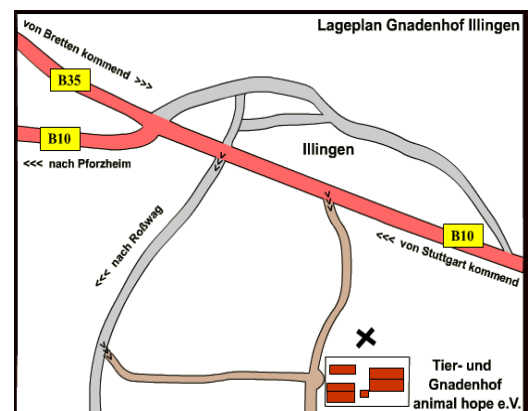 Lageplan Gnadenhof Illingen
von Bretten kommend >>>
B35
B10
<<< nach Pforzheim
Illingen
<<< nach Roßwag
B10
<<< von Stuttgart kommend
Tier- und
Gnadenhof
animal hope e.V.